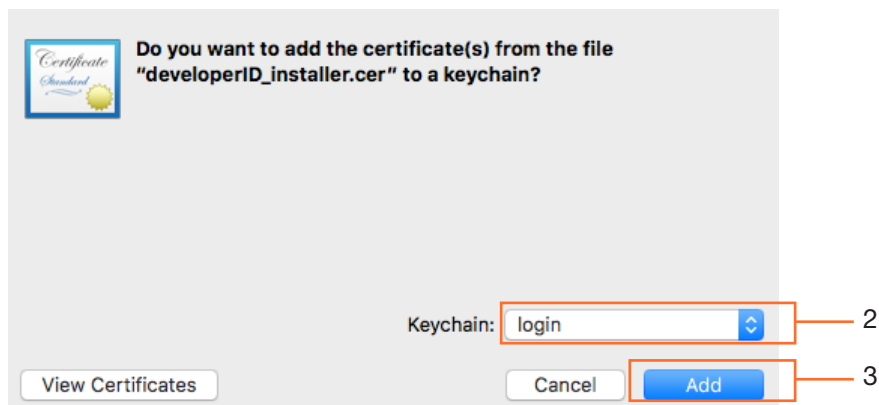 Certificate
Standard
Do you want to add the certificate(s) from the file
“developerID_installer.cer” to a keychain?
Keychain: login
2
View Certificates
Cancel
Add
3